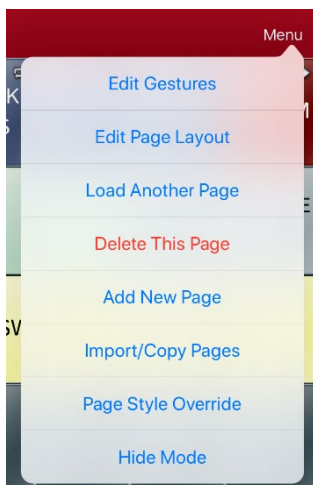 Menu
Edit Gestures
Edit Page Layout
Load Another Page
Delete This Page
Add New Page
Import/Copy Pages
Page Style Override
Hide Mode